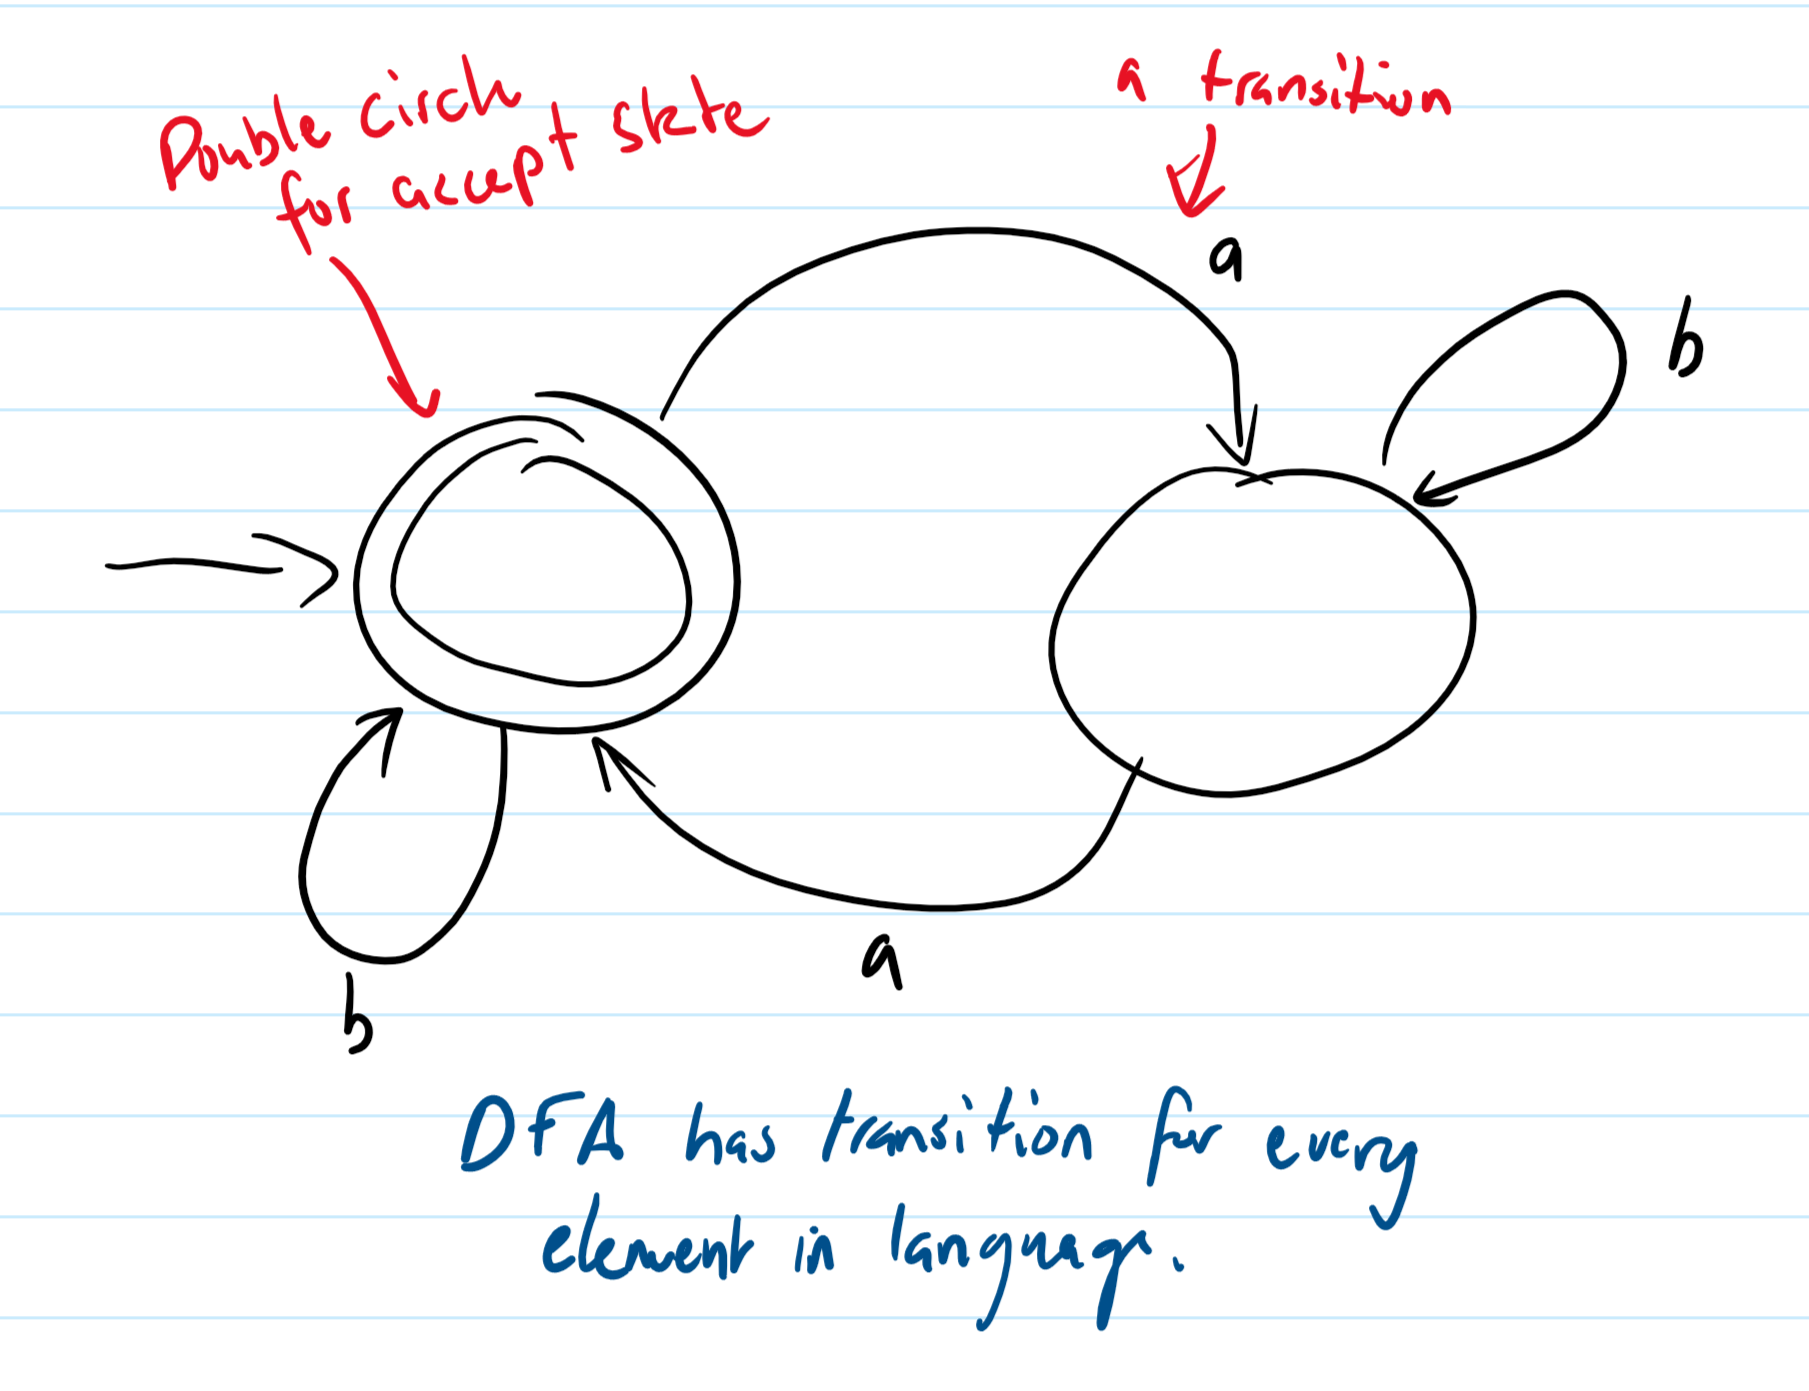 Double circle
for accept state
a transition
a
b
a
b
DFA has transition for every
element in language.